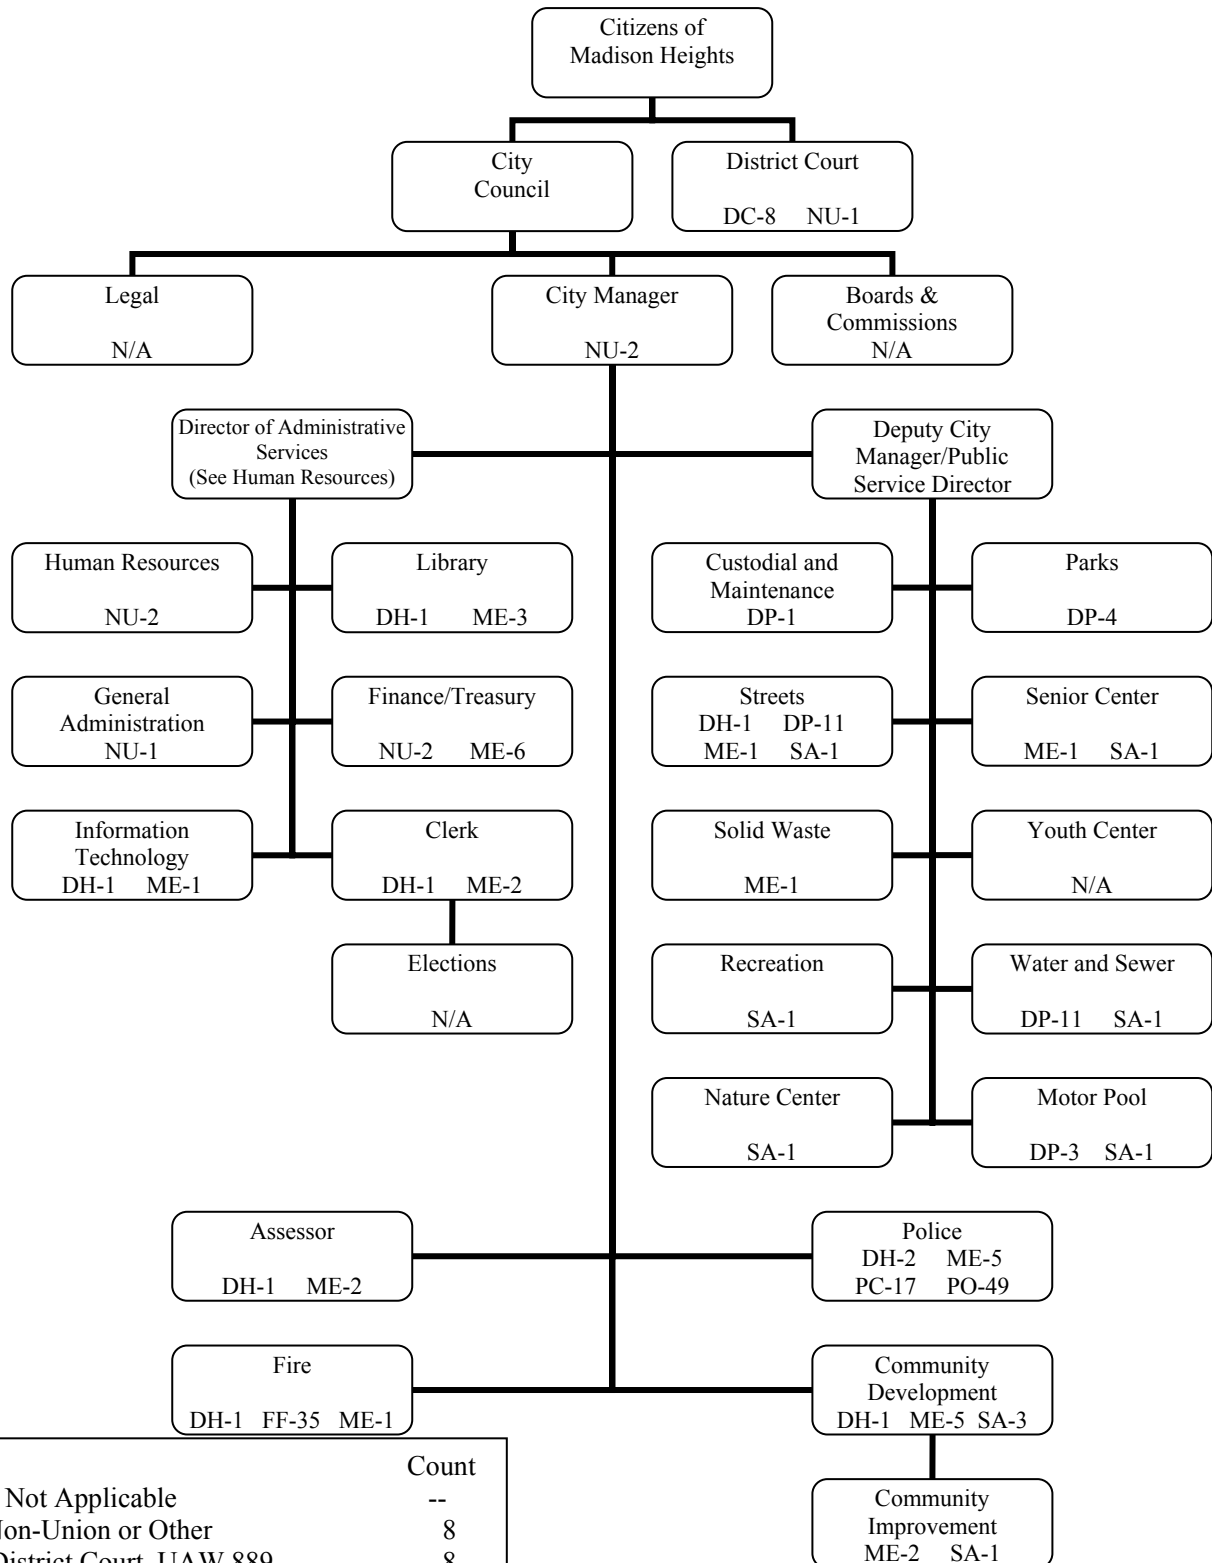 Citizens of
Madison Heights
City
Council
District Court
DC-8 NU-1
Legal
N/A
City Manager
NU-2
Boards &
Commissions
N/A
Director of Administrative
Services
(See Human Resources)
Deputy City
Manager/Public
Service Director
Human Resources
NU-2
Library
DH-1 ME-3
Custodial and
Maintenance
DP-1
Parks
DP-4
General
Administration
NU-1
Finance/Treasury
NU-2 ME-6
Streets
DH-1 DP-11
ME-1 SA-1
Senior Center
ME-1 SA-1
Information
Technology
DH-1 ME-1
Clerk
DH-1 ME-2
Solid Waste
ME-1
Youth Center
N/A
Elections
N/A
Recreation
SA-1
Water and Sewer
DP-11 SA-1
Nature Center
SA-1
Motor Pool
DP-3 SA-1
Assessor
DH-1 ME-2
Police
DH-2 ME-5
PC-17 PO-49
Fire
DH-1 FF-35 ME-1
Community
Development
DH-1 ME-5 SA-3
Community
Improvement
ME-2 SA-1
Count
Not Applicable --
Non-Union or Other 8
District Court, UAW 889 8